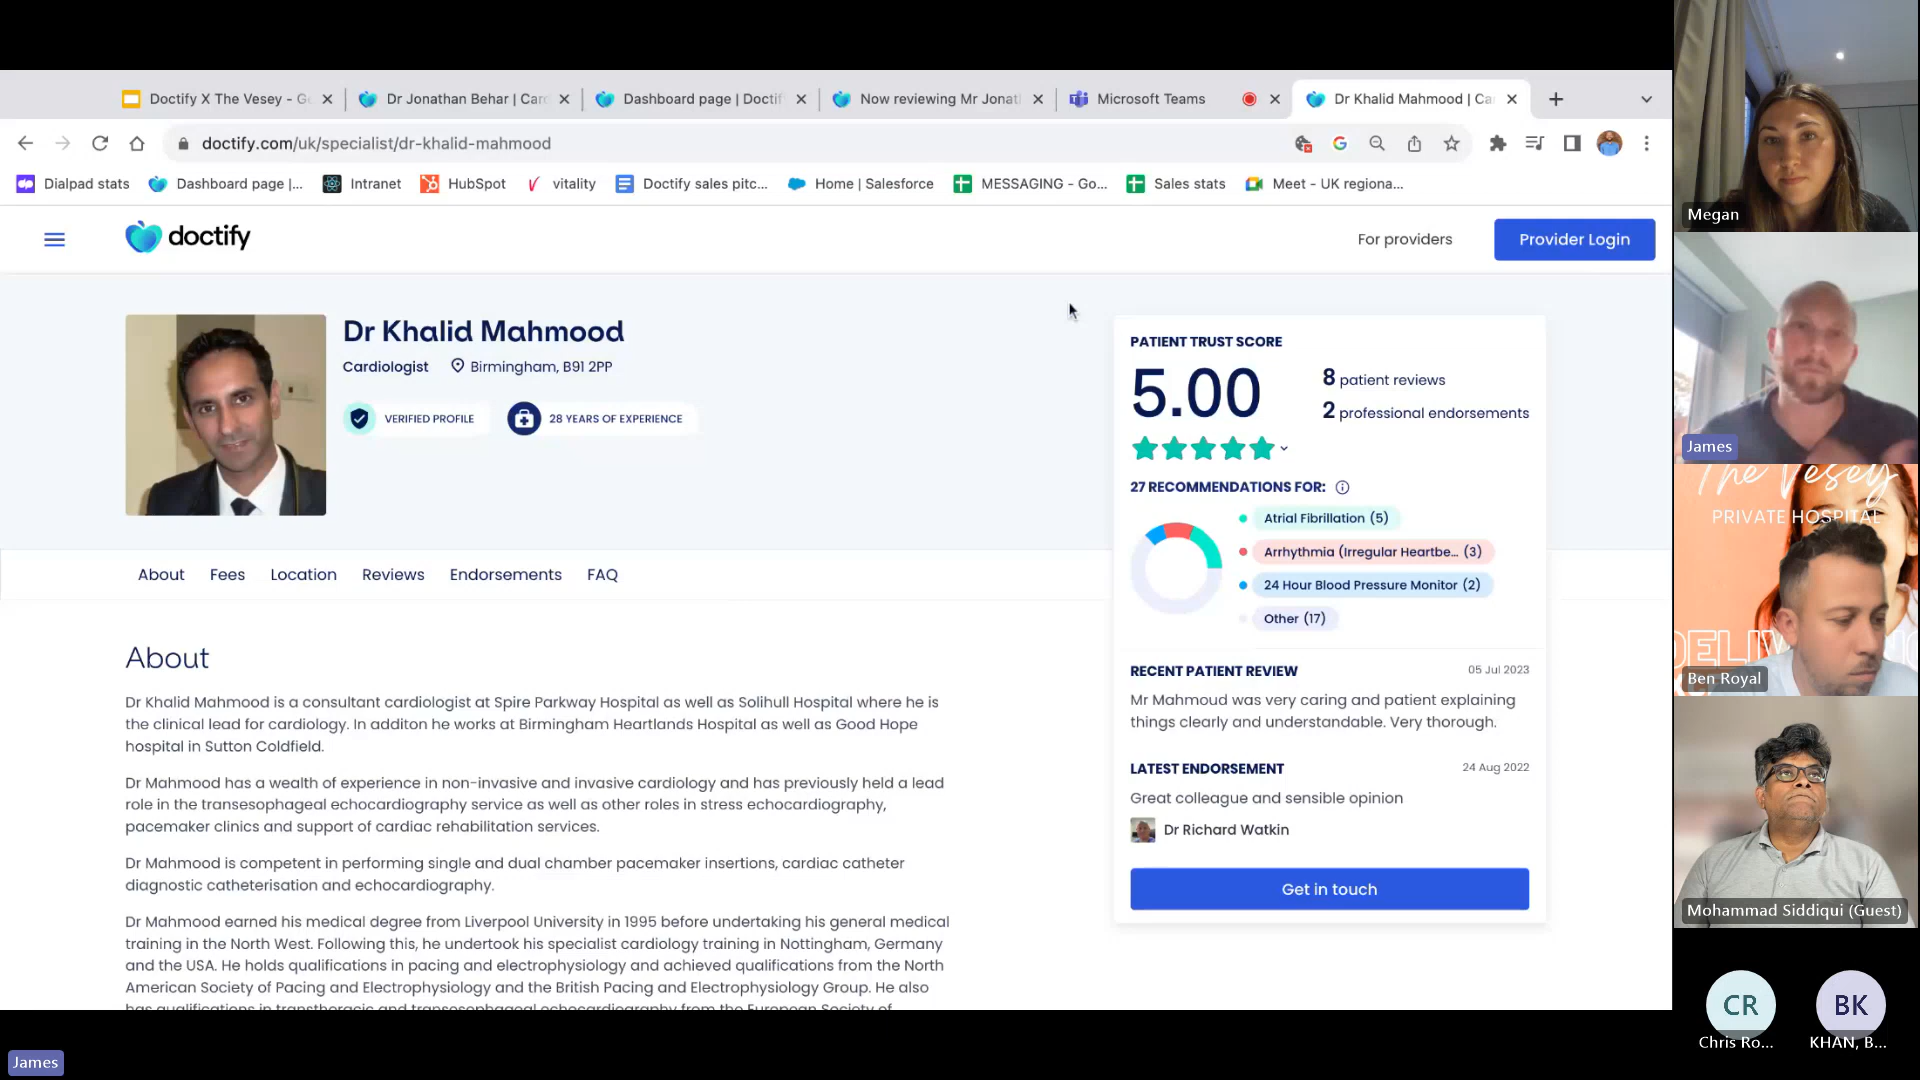 Doctify X The Vesey - Ge
Dr Jonathan Behar | Card
Dashboard page | Doctif
Now reviewing Mr Jonat
Microsoft Teams
Dr Khalid Mahmood | Ca
doctify.com/uk/specialist/dr-khalid-mahmood
Dialpad stats
Dashboard page |...
Intranet
HubSpot
vitality
Doctify sales pitc...
Home | Salesforce
MESSAGING - Go...
Sales stats
Meet - UK regiona...
doctify
For providers
Provider Login
Dr Khalid Mahmood
Cardiologist
Birmingham, B91 2PP
VERIFIED PROFILE
28 YEARS OF EXPERIENCE
PATIENT TRUST SCORE
5.00
8 patient reviews
2 professional endorsements
27 RECOMMENDATIONS FOR:
Atrial Fibrillation (5)
Arrhythmia (Irregular Heartbe... (3)
24 Hour Blood Pressure Monitor (2)
Other (17)
RECENT PATIENT REVIEW
05 Jul 2023
Mr Mahmoud was very caring and patient explaining
things clearly and understandable. Very thorough.
LATEST ENDORSEMENT
24 Aug 2022
Great colleague and sensible opinion
Dr Richard Watkin
Get in touch
About
Fees
Location
Reviews
Endorsements
FAQ
About
Dr Khalid Mahmood is a consultant cardiologist at Spire Parkway Hospital as well as Solihull Hospital where he is
the clinical lead for cardiology. In additon he works at Birmingham Heartlands Hospital as well as Good Hope
hospital in Sutton Coldfield.
Dr Mahmood has a wealth of experience in non-invasive and invasive cardiology and has previously held a lead
role in the transesophageal echocardiography service as well as other roles in stress echocardiography,
pacemaker clinics and support of cardiac rehabilitation services.
Dr Mahmood is competent in performing single and dual chamber pacemaker insertions, cardiac catheter
diagnostic catheterisation and echocardiography.
Dr Mahmood earned his medical degree from Liverpool University in 1995 before undertaking his general medical
training in the North West. Following this, he undertook his specialist cardiology training in Nottingham, Germany
and the USA. He holds qualifications in pacing and electrophysiology and achieved qualifications from the North
American Society of Pacing and Electrophysiology and the British Pacing and Electrophysiology Group. He also
has qualifications in transthoracic and transesophageal echocardiography from the European Society of
Megan
James
The Vesey
PRIVATE HOSPITAL
Ben Royal
Mohammad Siddiqui (Guest)
CR
BK
Chris Ro...
KHAN, B...
James